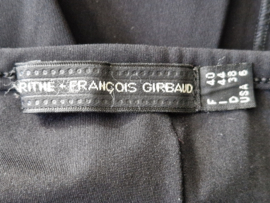 RITHE + FRANÇOIS GIRBAUD
F 40
I 44
D 38
USA 6